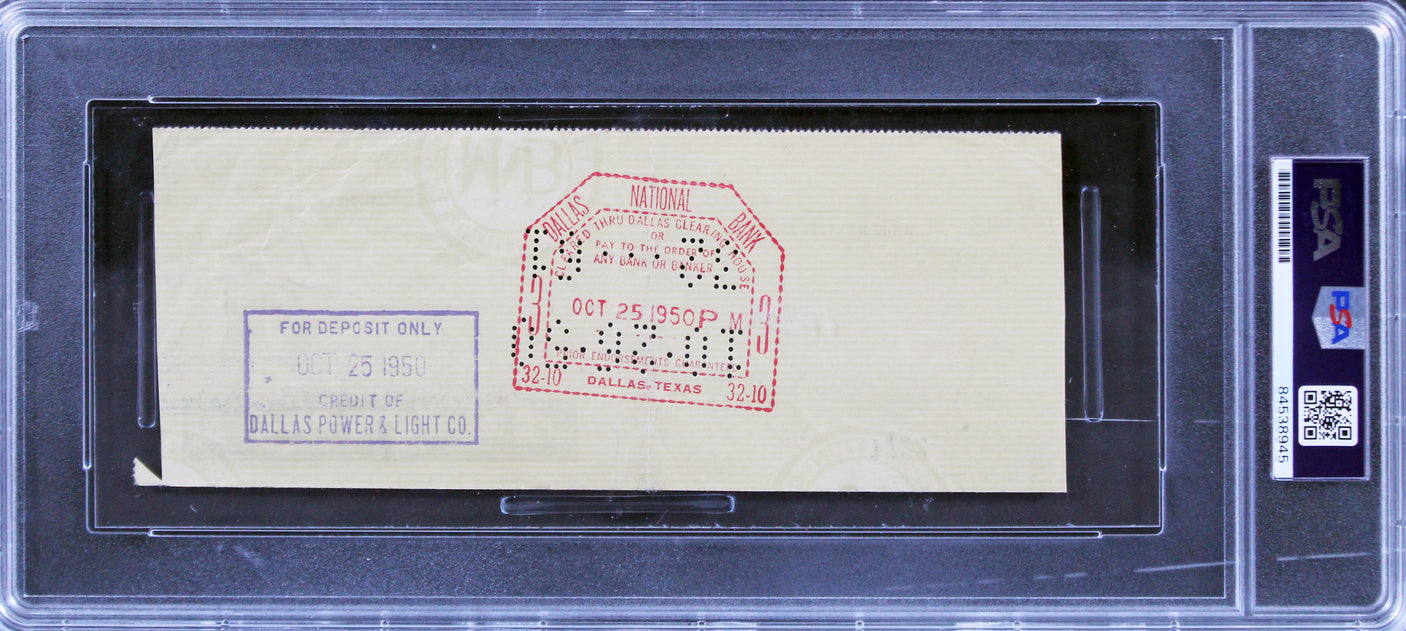 DALLAS NATIONAL BANK
CLEARED THRU DALLAS CLEARING HOUSE
OR
PAY TO THE ORDER OF
ANY BANK OR BANKER
3 3
OCT 25 1950 P M
PRIOR ENDORSEMENTS GUARANTEED
32-10 DALLAS, TEXAS 32-10
FOR DEPOSIT ONLY
OCT 25 1950
CREDIT OF
DALLAS POWER & LIGHT CO.
PSA
PSA
84538945